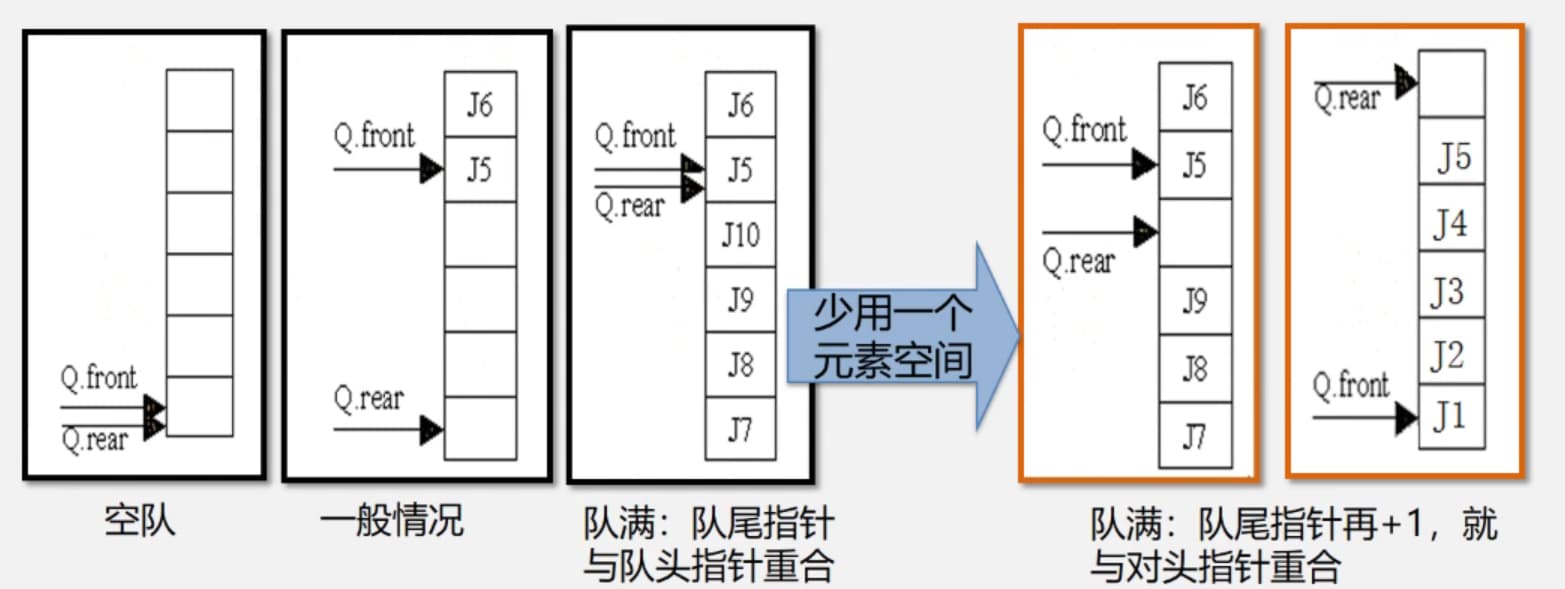 Q.front
Q.rear
空队
J6
Q.front
J5
Q.rear
一般情况
J6
Q.front
J5
Q.rear
J10
J9
J8
J7
队满：队尾指针
与队头指针重合
少用一个
元素空间
J6
Q.front
J5
Q.rear
J9
J8
J7
Q.rear
J5
J4
J3
J2
Q.front
J1
队满：队尾指针再+1，就
与对头指针重合